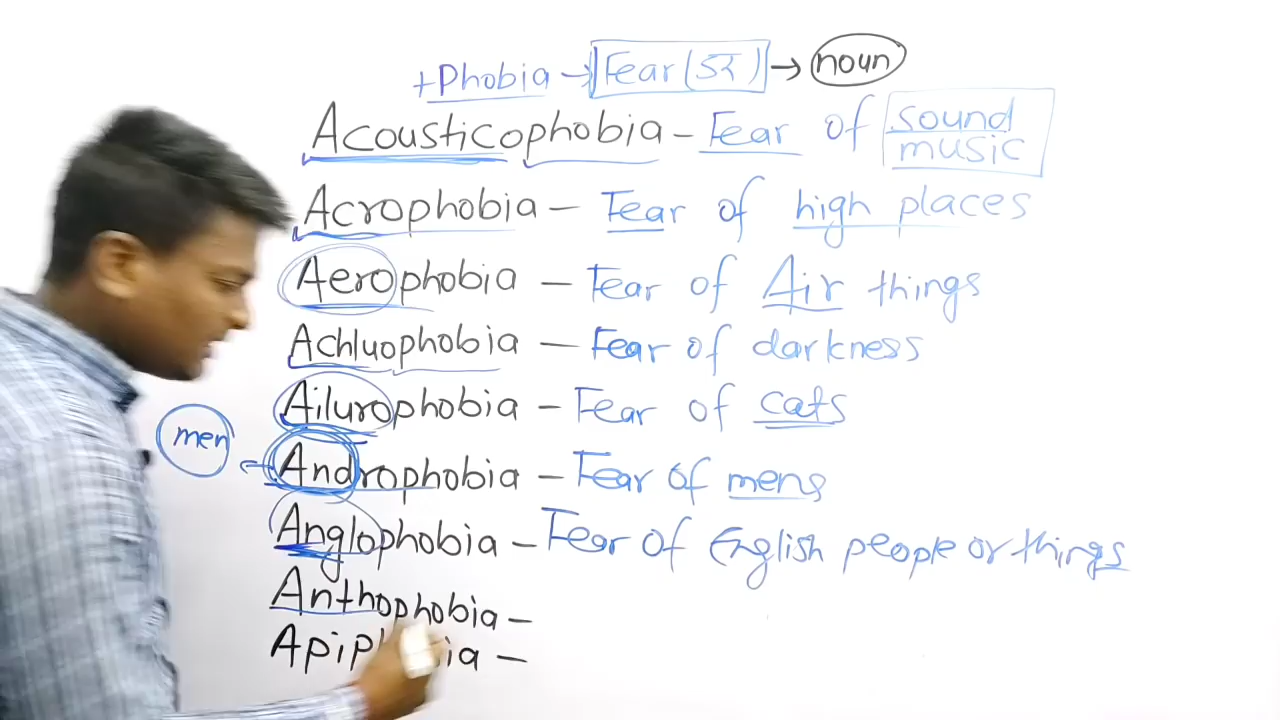 +Phobia → Fear (डर) → noun
Acousticophobia - Fear of sound
music
Acrophobia - Fear of high places
Aerophobia - Fear of Air things
Achluophobia - Fear of darkness
Ailurophobia - Fear of cats
men ← Androphobia - Fear of mens
Anglophobia - Fear of English people or things
Anthophobia -